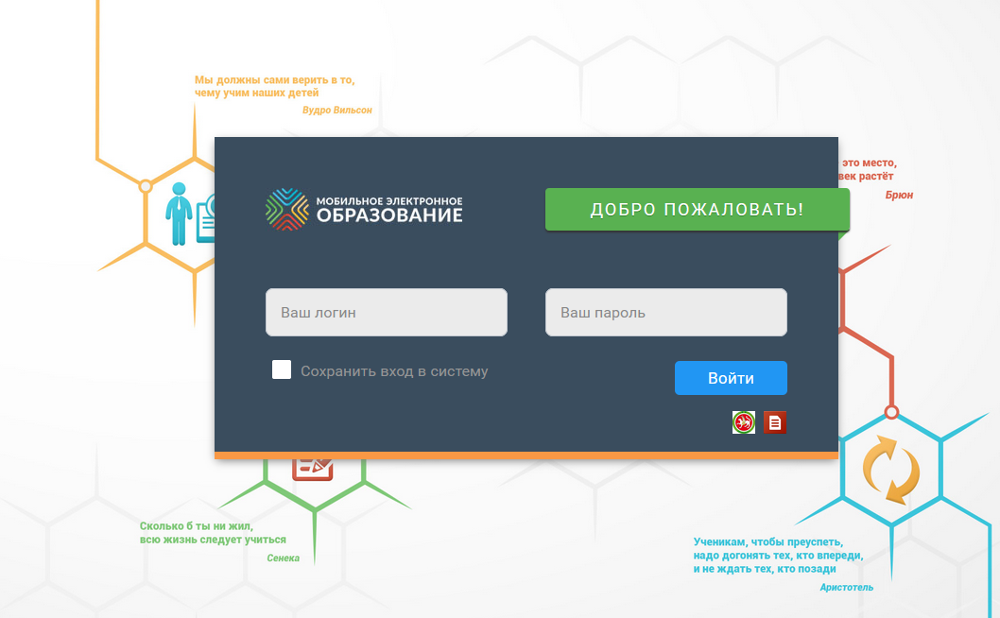 Мы должны сами верить в то,
чему учим наших детей
Вудро Вильсон
это место,
век растёт
Брюн
МОБИЛЬНОЕ ЭЛЕКТРОННОЕ
ОБРАЗОВАНИЕ
ДОБРО ПОЖАЛОВАТЬ!
Ваш логин
Ваш пароль
Сохранить вход в систему
Войти
Сколько б ты ни жил,
всю жизнь следует учиться
Сенека
Ученикам, чтобы преуспеть,
надо догонять тех, кто впереди,
и не ждать тех, кто позади
Аристотель